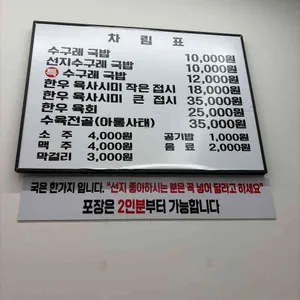 차 림 표
수구레 국밥 10,000원
선지수구레 국밥 10,000원
특 수구레 국밥 12,000원
한우 육사시미 작은 접시 18,000원
한우 육사시미 큰 접시 35,000원
한우 육회 25,000원
수육전골(아롱사태) 35,000원
소 주 4,000원 공기밥 1,000원
맥 주 4,000원 음 료 2,000원
막걸리 3,000원
국은 한가지 입니다. "선지 좋아하시는 분은 꼭 넣어 달라고 하세요"
포장은 2인분부터 가능합니다